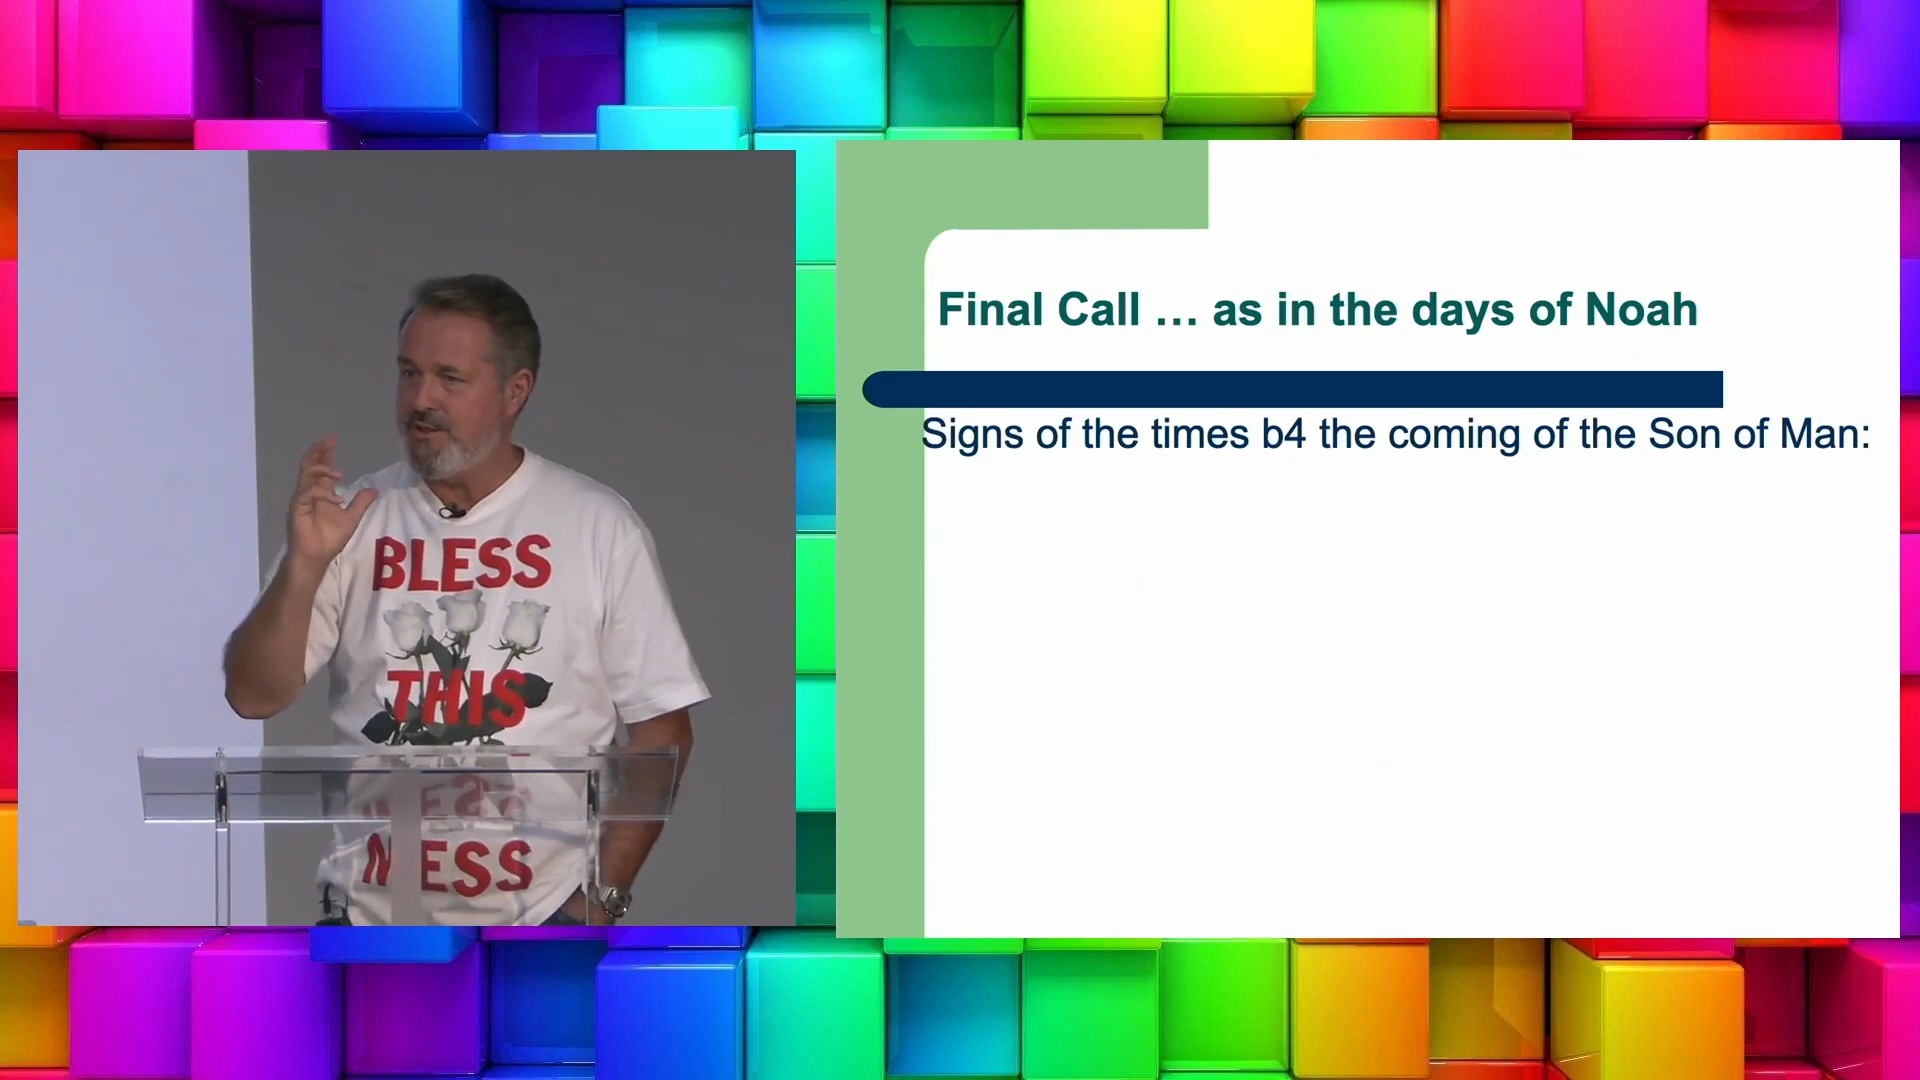 BLESS
THIS
NESS
Final Call … as in the days of Noah
Signs of the times b4 the coming of the Son of Man: